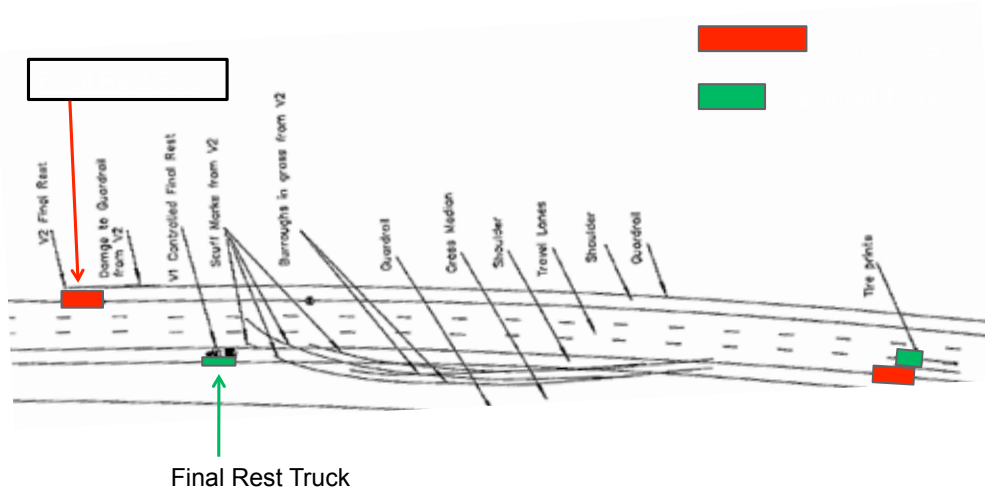 V2 Final Rest
Damge to Guardrail
from V2
V1 Controlled Final Rest
Scuff Marks from V2
Burroughs in grass from V2
Guardrail
Grass Median
Shoulder
Travel Lanes
Shoulder
Guardrail
Tire prints
Final Rest Truck